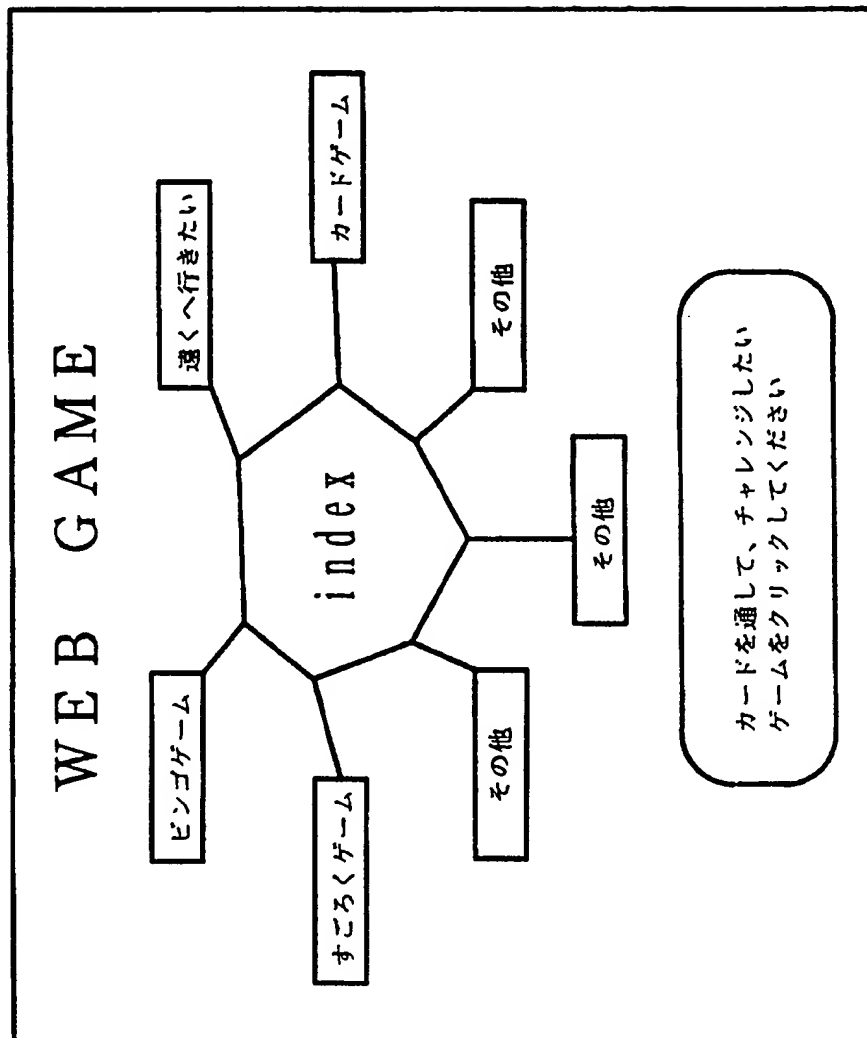 WEB GAME
ビンゴゲーム
遠くへ行きたい
すごろくゲーム
index
カードゲーム
その他
その他
その他
カードを通して、チャレンジしたい
ゲームをクリックしてください